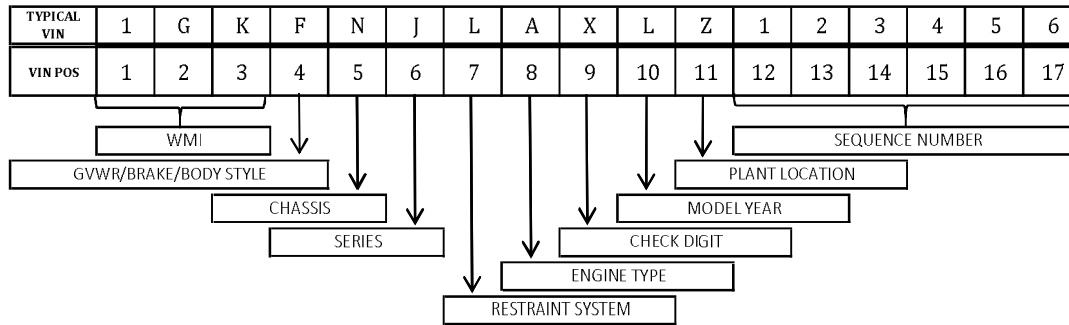 TYPICAL VIN 1 G K F N J L A X L Z 1 2 3 4 5 6
VIN POS 1 2 3 4 5 6 7 8 9 10 11 12 13 14 15 16 17
WMI SEQUENCE NUMBER
GVWR/BRAKE/BODY STYLE PLANT LOCATION
CHASSIS MODEL YEAR
SERIES CHECK DIGIT
ENGINE TYPE
RESTRAINT SYSTEM